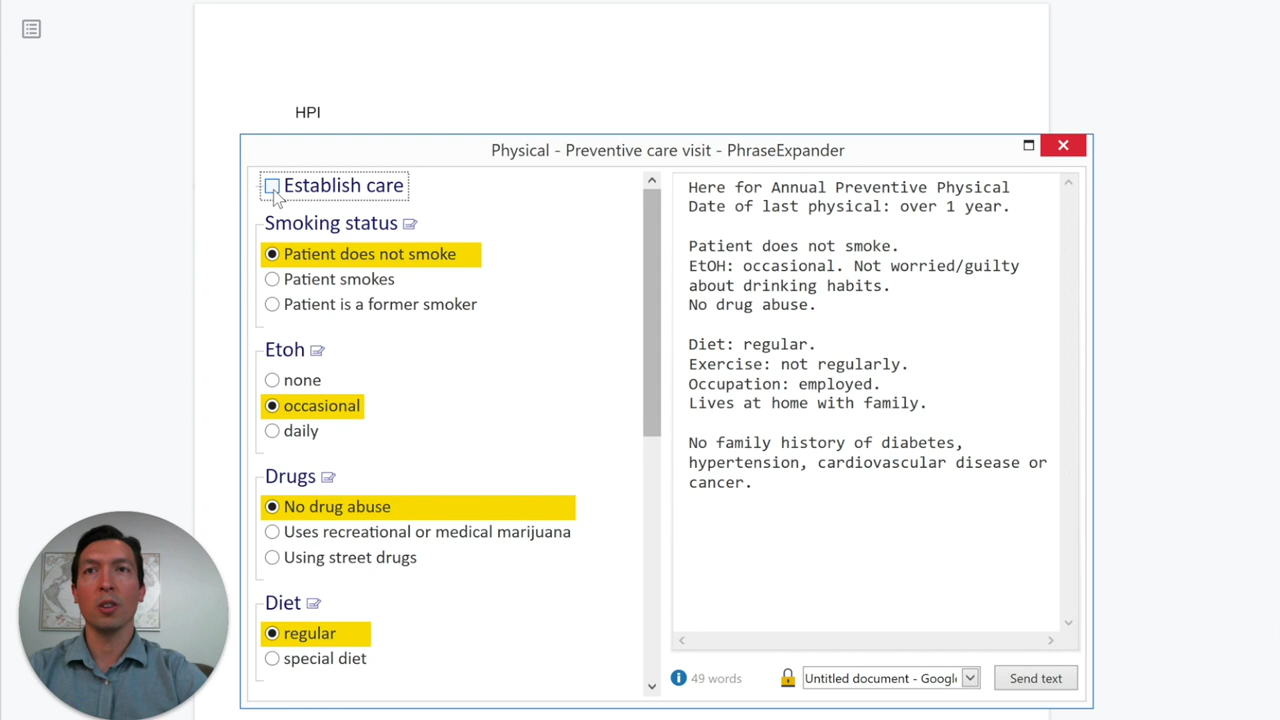 HPI
Physical - Preventive care visit - PhraseExpander
Establish care
Smoking status
Patient does not smoke
Patient smokes
Patient is a former smoker
Etoh
none
occasional
daily
Drugs
No drug abuse
Uses recreational or medical marijuana
Using street drugs
Diet
regular
special diet
Here for Annual Preventive Physical
Date of last physical: over 1 year.
Patient does not smoke.
EtOH: occasional. Not worried/guilty
about drinking habits.
No drug abuse.
Diet: regular.
Exercise: not regularly.
Occupation: employed.
Lives at home with family.
No family history of diabetes,
hypertension, cardiovascular disease or
cancer.
49 words
Untitled document - Googl
Send text